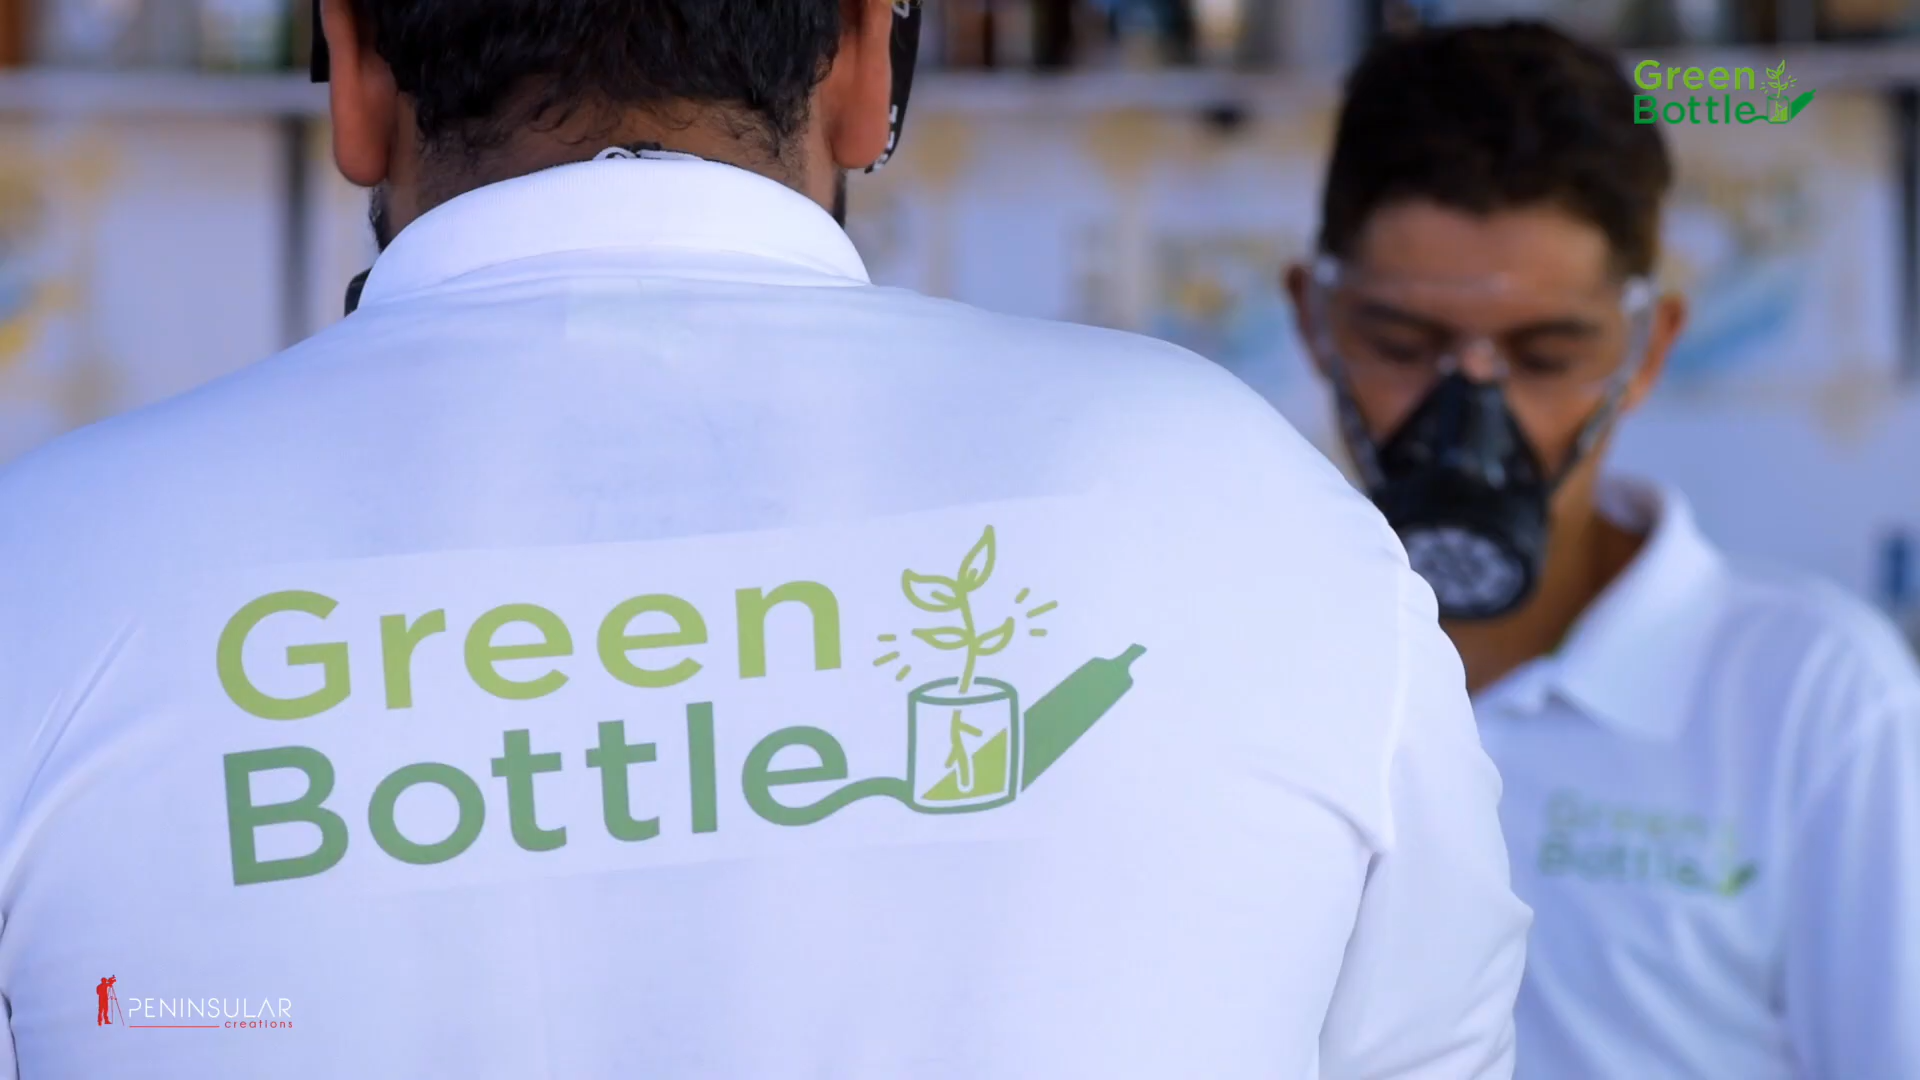 Green
Bottle
Green
Bottle
Green
Bottle
PENINSULAR
creations